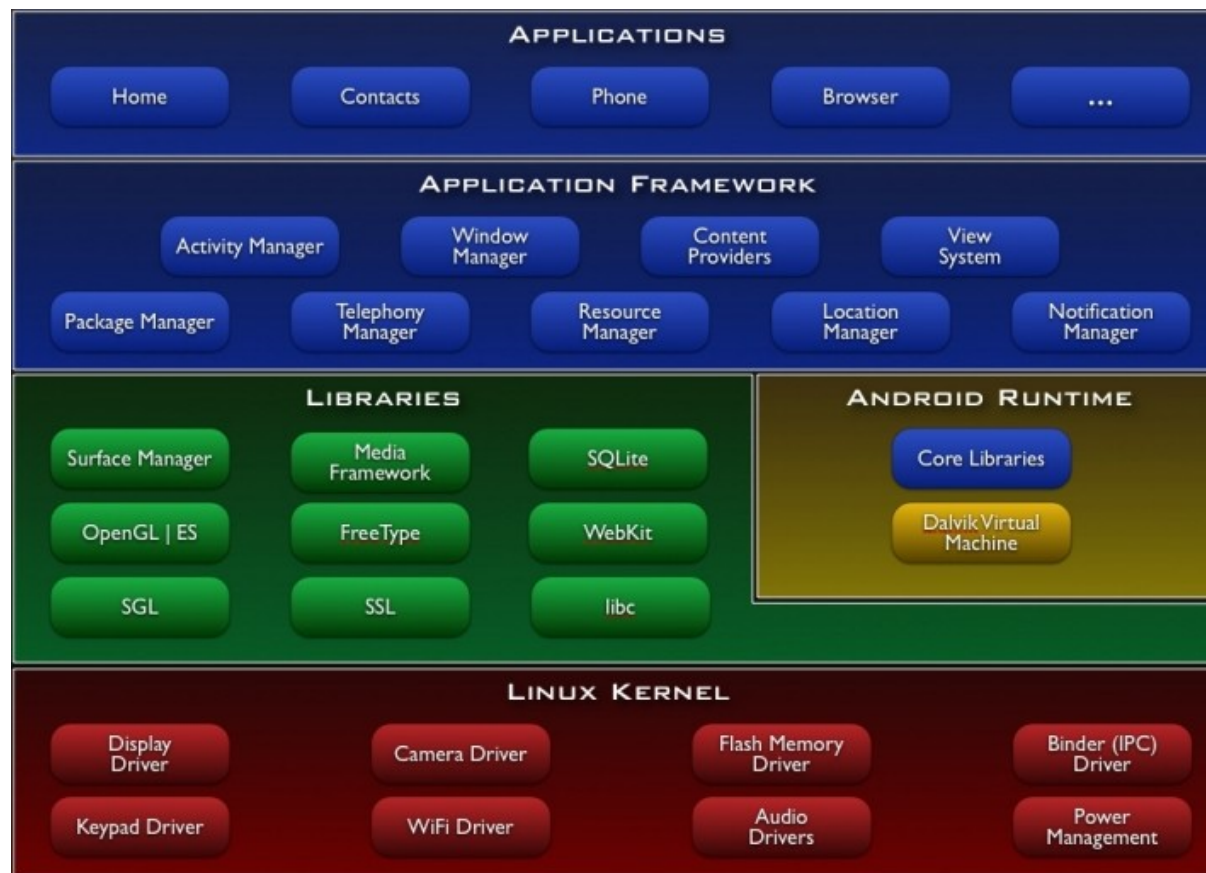 APPLICATIONS
Home
Contacts
Phone
Browser
...
APPLICATION FRAMEWORK
Activity Manager
Window
Manager
Content
Providers
View
System
Package Manager
Telephony
Manager
Resource
Manager
Location
Manager
Notification
Manager
LIBRARIES
Surface Manager
Media
Framework
SQLite
OpenGL | ES
FreeType
WebKit
SGL
SSL
libc
ANDROID RUNTIME
Core Libraries
Dalvik Virtual
Machine
LINUX KERNEL
Display
Driver
Camera Driver
Flash Memory
Driver
Binder (IPC)
Driver
Keypad Driver
WiFi Driver
Audio
Drivers
Power
Management